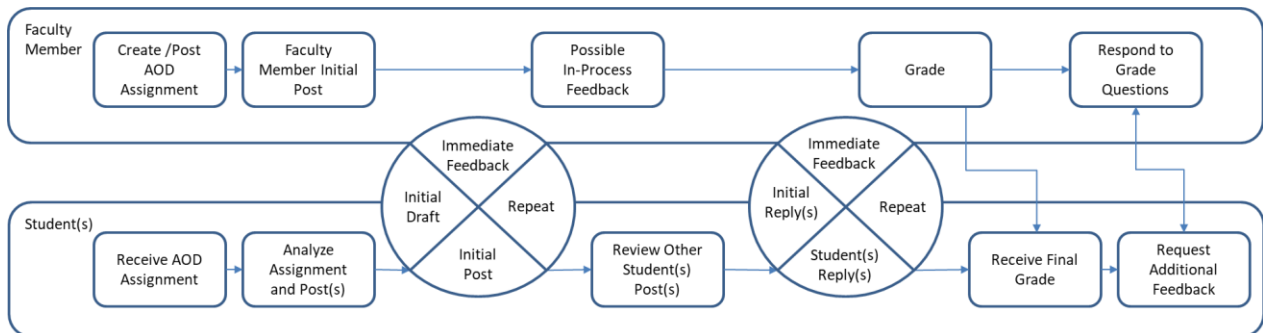 Faculty
Member
Create /Post
AOD
Assignment
Faculty
Member Initial
Post
Possible
In-Process
Feedback
Grade
Respond to
Grade
Questions
Immediate
Feedback
Initial
Draft
Repeat
Initial
Post
Immediate
Feedback
Initial
Reply(s)
Repeat
Student(s)
Reply(s)
Student(s)
Receive AOD
Assignment
Analyze
Assignment
and Post(s)
Review Other
Student(s)
Post(s)
Receive Final
Grade
Request
Additional
Feedback